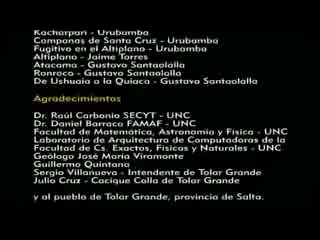 Kacharpari - Urubamba
Campanas de Santa Cruz - Urubamba
Fugitivo en el Altiplano - Urubamba
Altiplano - Jaime Torres
Atacama - Gustavo Santaolalla
Ronroco - Gustavo Santaolalla
De Ushuaia a la Quiaca - Gustavo Santaolalla
Agradecimientos
Dr. Raúl Carbonio SECYT - UNC
Dr. Daniel Barraco FAMAF - UNC
Facultad de Matemática, Astronomio y Física - UNC
Laboratorio de Arquitectura de Computadoras de la
Facultad de Cs. Exactas, Físicas y Naturales - UNC
Geólogo José María Viramonte
Guillermo Quintana
Sergio Villanueva - Intendente de Tolar Grande
Julio Cruz - Cacique Colla de Tolar Grande
y al pueblo de Tolar Grande, provincia de Salta.